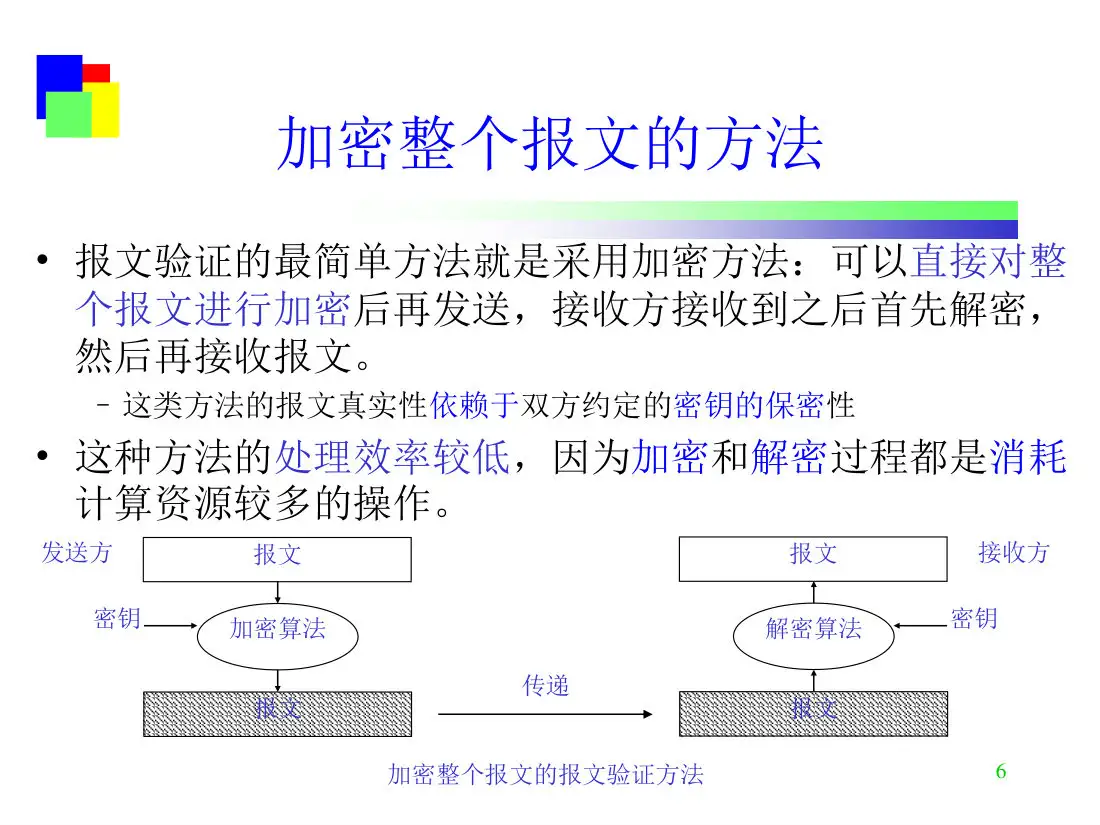 加密整个报文的方法
• 报文验证的最简单方法就是采用加密方法：可以直接对整
个报文进行加密后再发送，接收方接收到之后首先解密，
然后再接收报文。
– 这类方法的报文真实性依赖于双方约定的密钥的保密性
• 这种方法的处理效率较低，因为加密和解密过程都是消耗
计算资源较多的操作。
发送方 报文 报文 接收方
密钥 加密算法 解密算法 密钥
传递
报文 报文
加密整个报文的报文验证方法 6